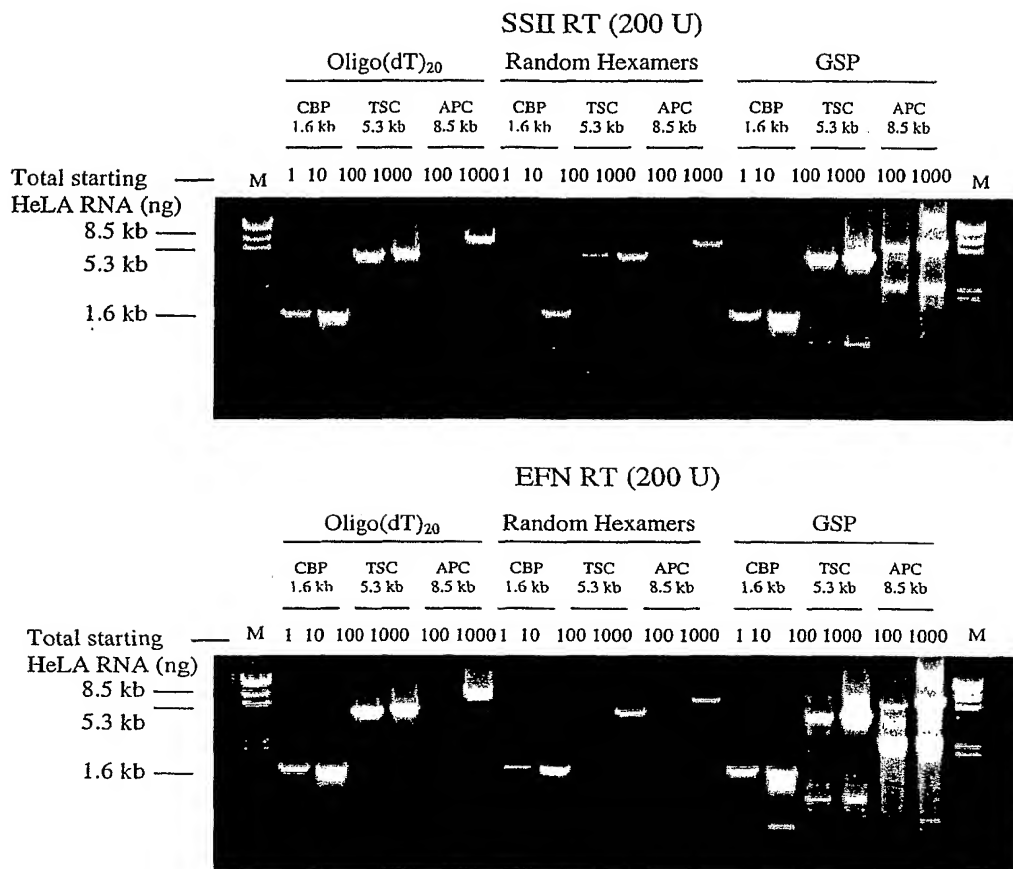 SSII RT (200 U)
Oligo(dT)20 Random Hexamers GSP
CBP TSC APC CBP TSC APC CBP TSC APC
1.6 kb 5.3 kb 8.5 kb 1.6 kb 5.3 kb 8.5 kb 1.6 kb 5.3 kb 8.5 kb
Total starting M 1 10 100 1000 100 1000 1 10 100 1000 100 1000 1 10 100 1000 100 1000 M
HeLA RNA (ng)
8.5 kb
5.3 kb
1.6 kb
EFN RT (200 U)
Oligo(dT)20 Random Hexamers GSP
CBP TSC APC CBP TSC APC CBP TSC APC
1.6 kb 5.3 kb 8.5 kb 1.6 kb 5.3 kb 8.5 kb 1.6 kb 5.3 kb 8.5 kb
Total starting M 1 10 100 1000 100 1000 1 10 100 1000 100 1000 1 10 100 1000 100 1000 M
HeLA RNA (ng)
8.5 kb
5.3 kb
1.6 kb